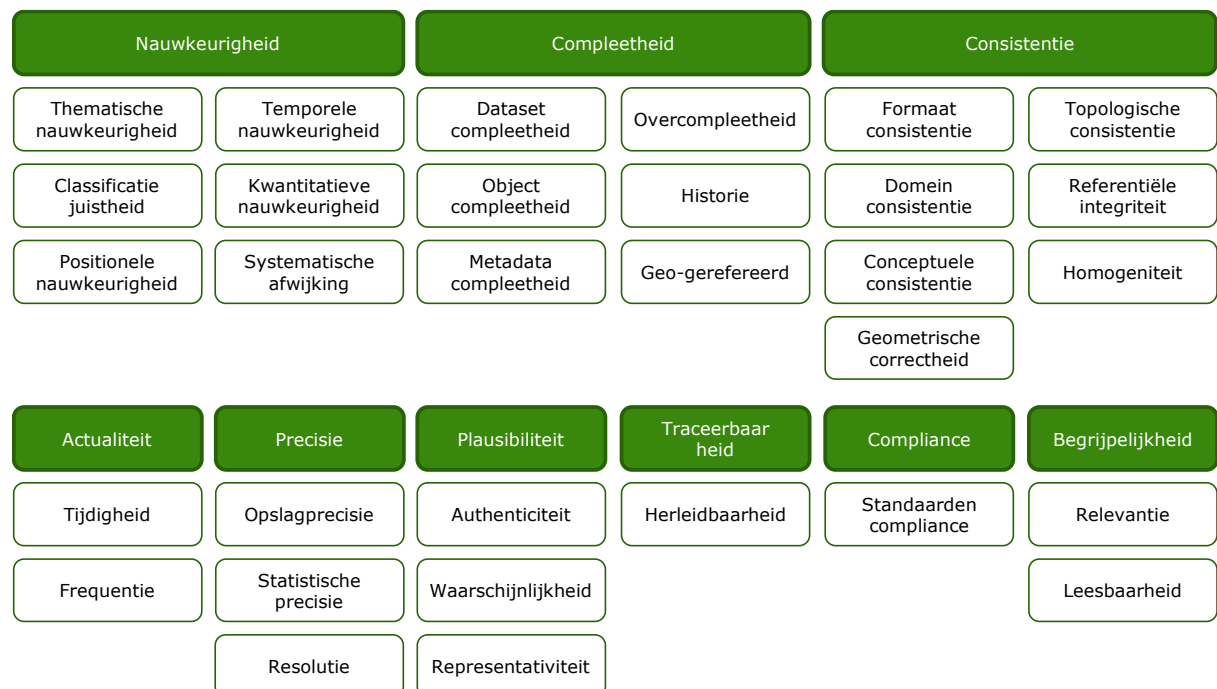 Nauwkeurigheid
Compleetheid
Consistentie
Thematische
nauwkeurigheid
Temporele
nauwkeurigheid
Dataset
compleetheid
Overcompleetheid
Formaat
consistentie
Topologische
consistentie
Classificatie
juistheid
Kwantitatieve
nauwkeurigheid
Object
compleetheid
Historie
Domein
consistentie
Referentiële
integriteit
Positionele
nauwkeurigheid
Systematische
afwijking
Metadata
compleetheid
Geo-gerefereerd
Conceptuele
consistentie
Homogeniteit
Geometrische
correctheid
Actualiteit
Precisie
Plausibiliteit
Traceerbaar
heid
Compliance
Begrijpelijkheid
Tijdigheid
Opslagprecisie
Authenticiteit
Herleidbaarheid
Standaarden
compliance
Relevantie
Frequentie
Statistische
precisie
Waarschijnlijkheid
Leesbaarheid
Resolutie
Representativiteit